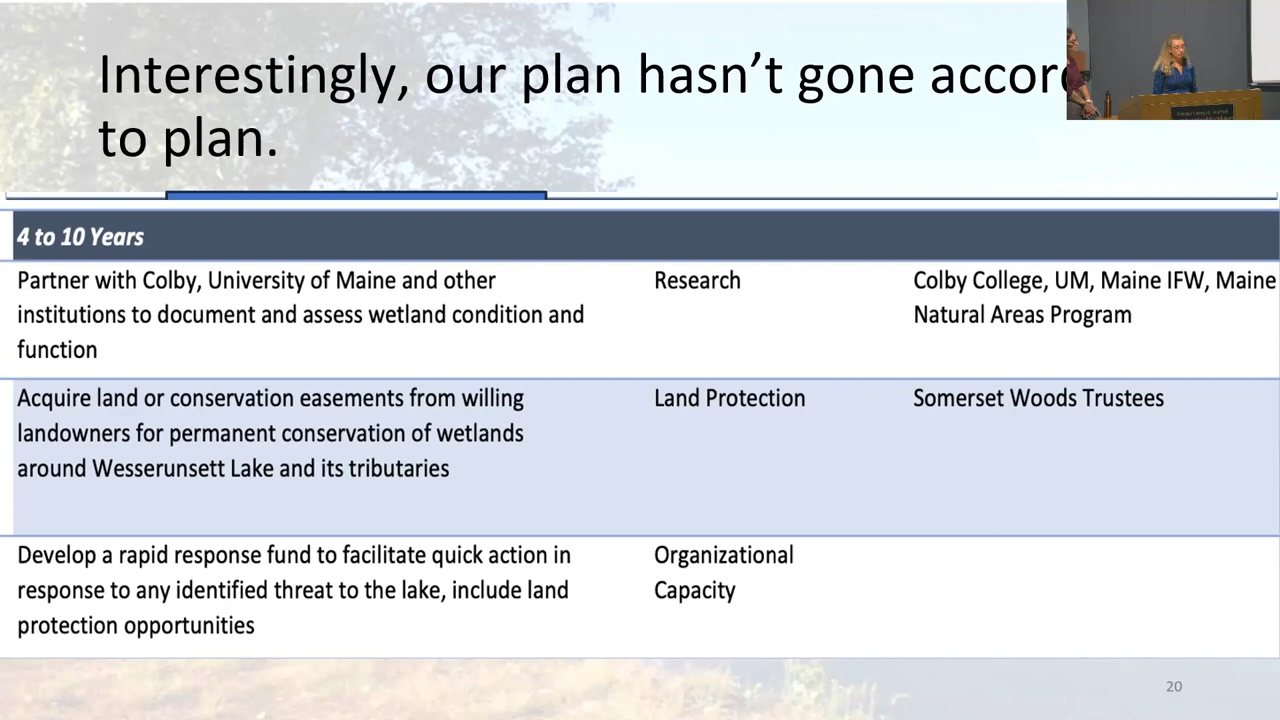 Interestingly, our plan hasn't gone
to plan.
4 to 10 Years
Partner with Colby, University of Maine and other
institutions to document and assess wetland condition and
function
Research
Colby College, UM, Maine IFW, Maine
Natural Areas Program
Acquire land or conservation easements from willing
landowners for permanent conservation of wetlands
around Wesserunsett Lake and its tributaries
Land Protection
Somerset Woods Trustees
Develop a rapid response fund to facilitate quick action in
response to any identified threat to the lake, include land
protection opportunities
Organizational
Capacity
20